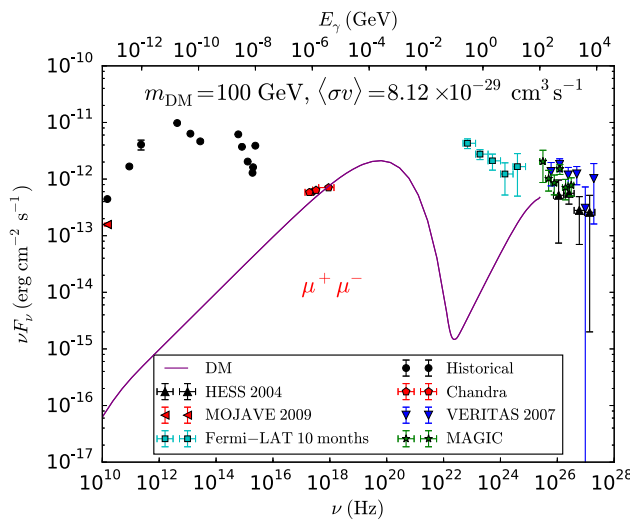 E_γ (GeV)
10^−12 10^−10 10^−8 10^−6 10^−4 10^−2 10^0 10^2 10^4
10^−10
m_DM=100 GeV, ⟨σv⟩=8.12×10^−29 cm^3 s^−1
10^−11
10^−12
10^−13
νF_ν (erg cm^−2 s^−1)
μ^+ μ^−
10^−14
10^−15
DM Historical
HESS 2004 Chandra
10^−16
MOJAVE 2009 VERITAS 2007
Fermi−LAT 10 months MAGIC
10^−17
10^10 10^12 10^14 10^16 10^18 10^20 10^22 10^24 10^26 10^28
ν (Hz)